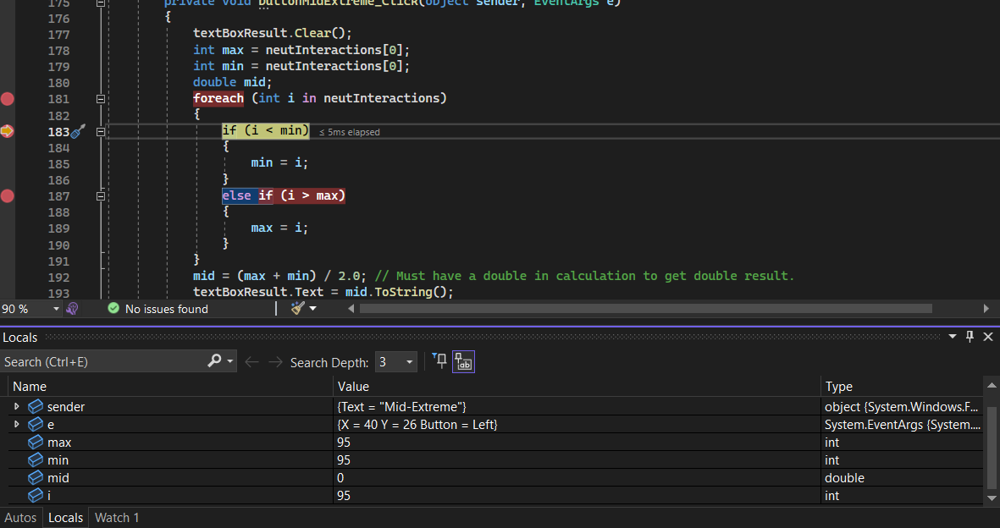 175 private void buttonMidExtreme_Click(object sender, EventArgs e)
176 {
177 textBoxResult.Clear();
178 int max = neutInteractions[0];
179 int min = neutInteractions[0];
180 double mid;
181 foreach (int i in neutInteractions)
182 {
183 if (i < min) ≤ 5ms elapsed
184 {
185 min = i;
186 }
187 else if (i > max)
188 {
189 max = i;
190 }
191 }
192 mid = (max + min) / 2.0; // Must have a double in calculation to get double result.
193 textBoxResult.Text = mid.ToString();
90 % No issues found
Locals
Search (Ctrl+E) Search Depth: 3
Name Value Type
sender {Text = "Mid-Extreme"} object {System.Windows.F...
e {X = 40 Y = 26 Button = Left} System.EventArgs {System....
max 95 int
min 95 int
mid 0 double
i 95 int
Autos Locals Watch 1